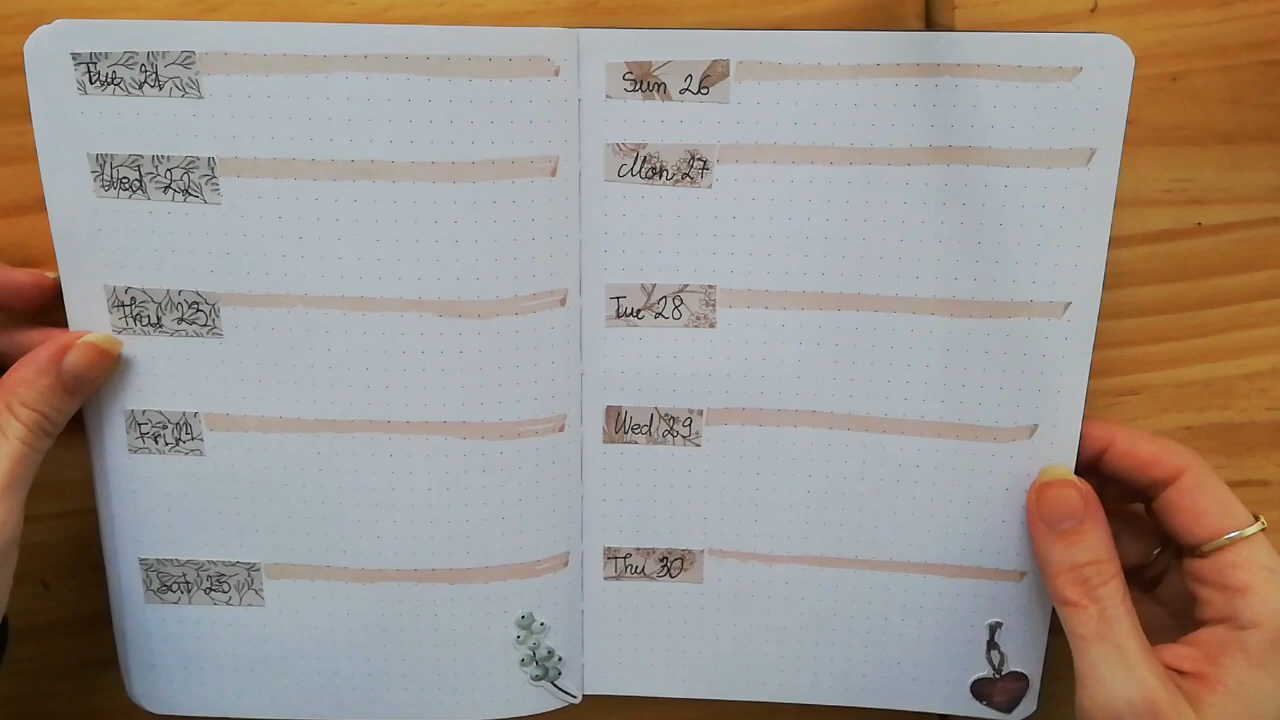 Tue 21
Wed 22
Thu 23
Fri 24
Sat 25
Sun 26
Mon 27
Tue 28
Wed 29
Thu 30